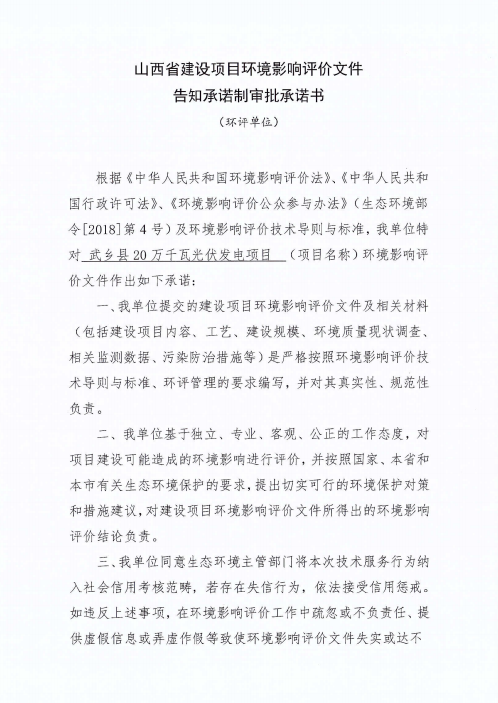 山西省建设项目环境影响评价文件
告知承诺制审批承诺书
（环评单位）
根据《中华人民共和国环境影响评价法》、《中华人民共和
国行政许可法》、《环境影响评价公众参与办法》（生态环境部
令[2018]第 4 号）及环境影响评价技术导则与标准，我单位特
对 武乡县 20 万千瓦光伏发电项目 （项目名称）环境影响评
价文件作出如下承诺：
一、我单位提交的建设项目环境影响评价文件及相关材料
（包括建设项目内容、工艺、建设规模、环境质量现状调查、
相关监测数据、污染防治措施等）是严格按照环境影响评价技
术导则与标准、环评管理的要求编写，并对其真实性、规范性
负责。
二、我单位基于独立、专业、客观、公正的工作态度，对
项目建设可能造成的环境影响进行评价，并按照国家、本省和
本市有关生态环境保护的要求，提出切实可行的环境保护对策
和措施建议，对建设项目环境影响评价文件所得出的环境影响
评价结论负责。
三、我单位同意生态环境主管部门将本次技术服务行为纳
入社会信用考核范畴，若存在失信行为，依法接受信用惩戒。
如违反上述事项，在环境影响评价工作中疏忽或不负责任、提
供虚假信息或弄虚作假等致使环境影响评价文件失实或达不